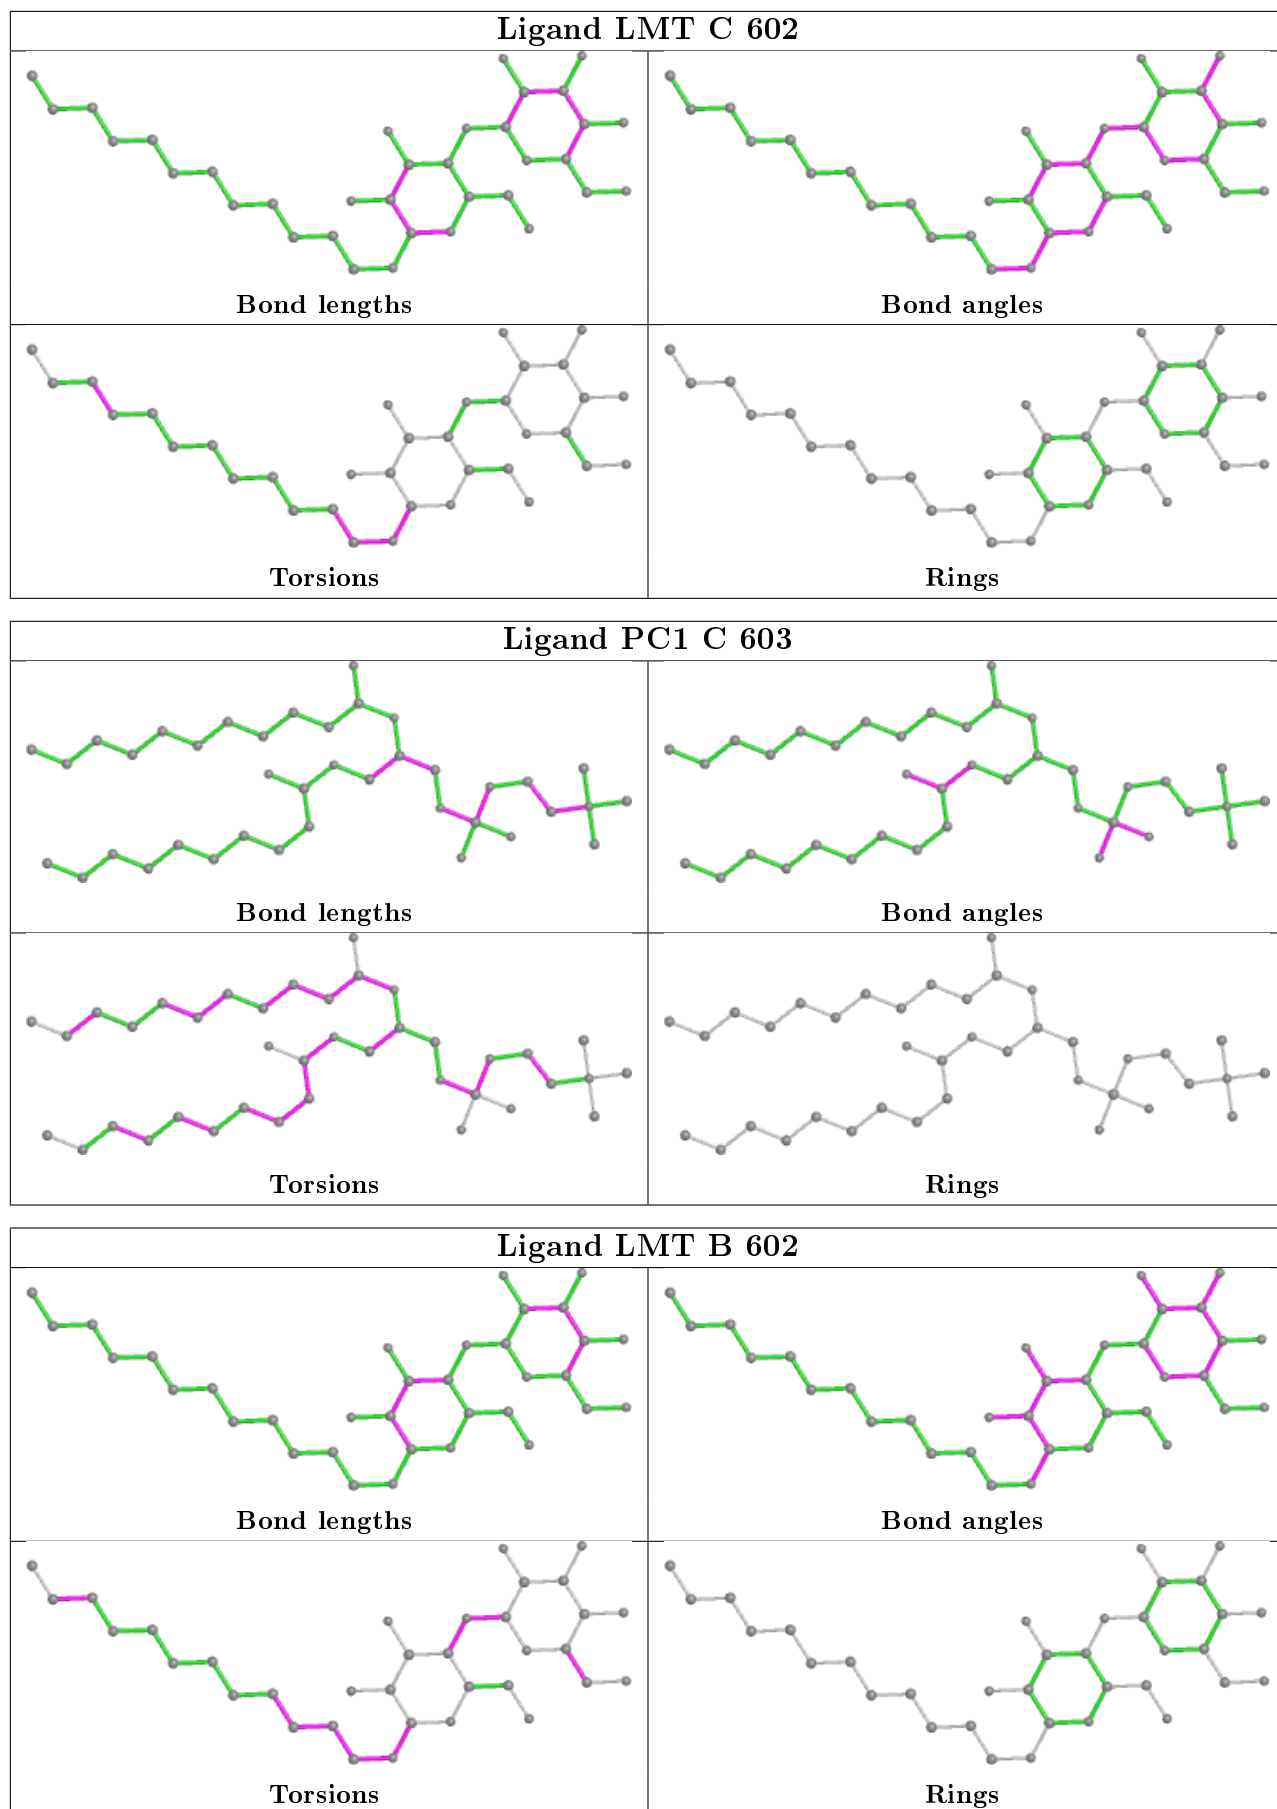 Ligand LMT C 602
Bond lengths
Bond angles
Torsions
Rings
Ligand PC1 C 603
Bond lengths
Bond angles
Torsions
Rings
Ligand LMT B 602
Bond lengths
Bond angles
Torsions
Rings